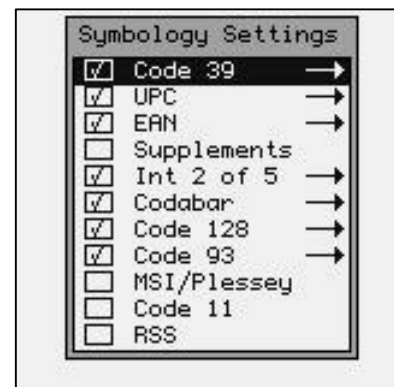 Symbology Settings
Code 39
UPC
EAN
Supplements
Int 2 of 5
Codabar
Code 128
Code 93
MSI/Plessey
Code 11
RSS